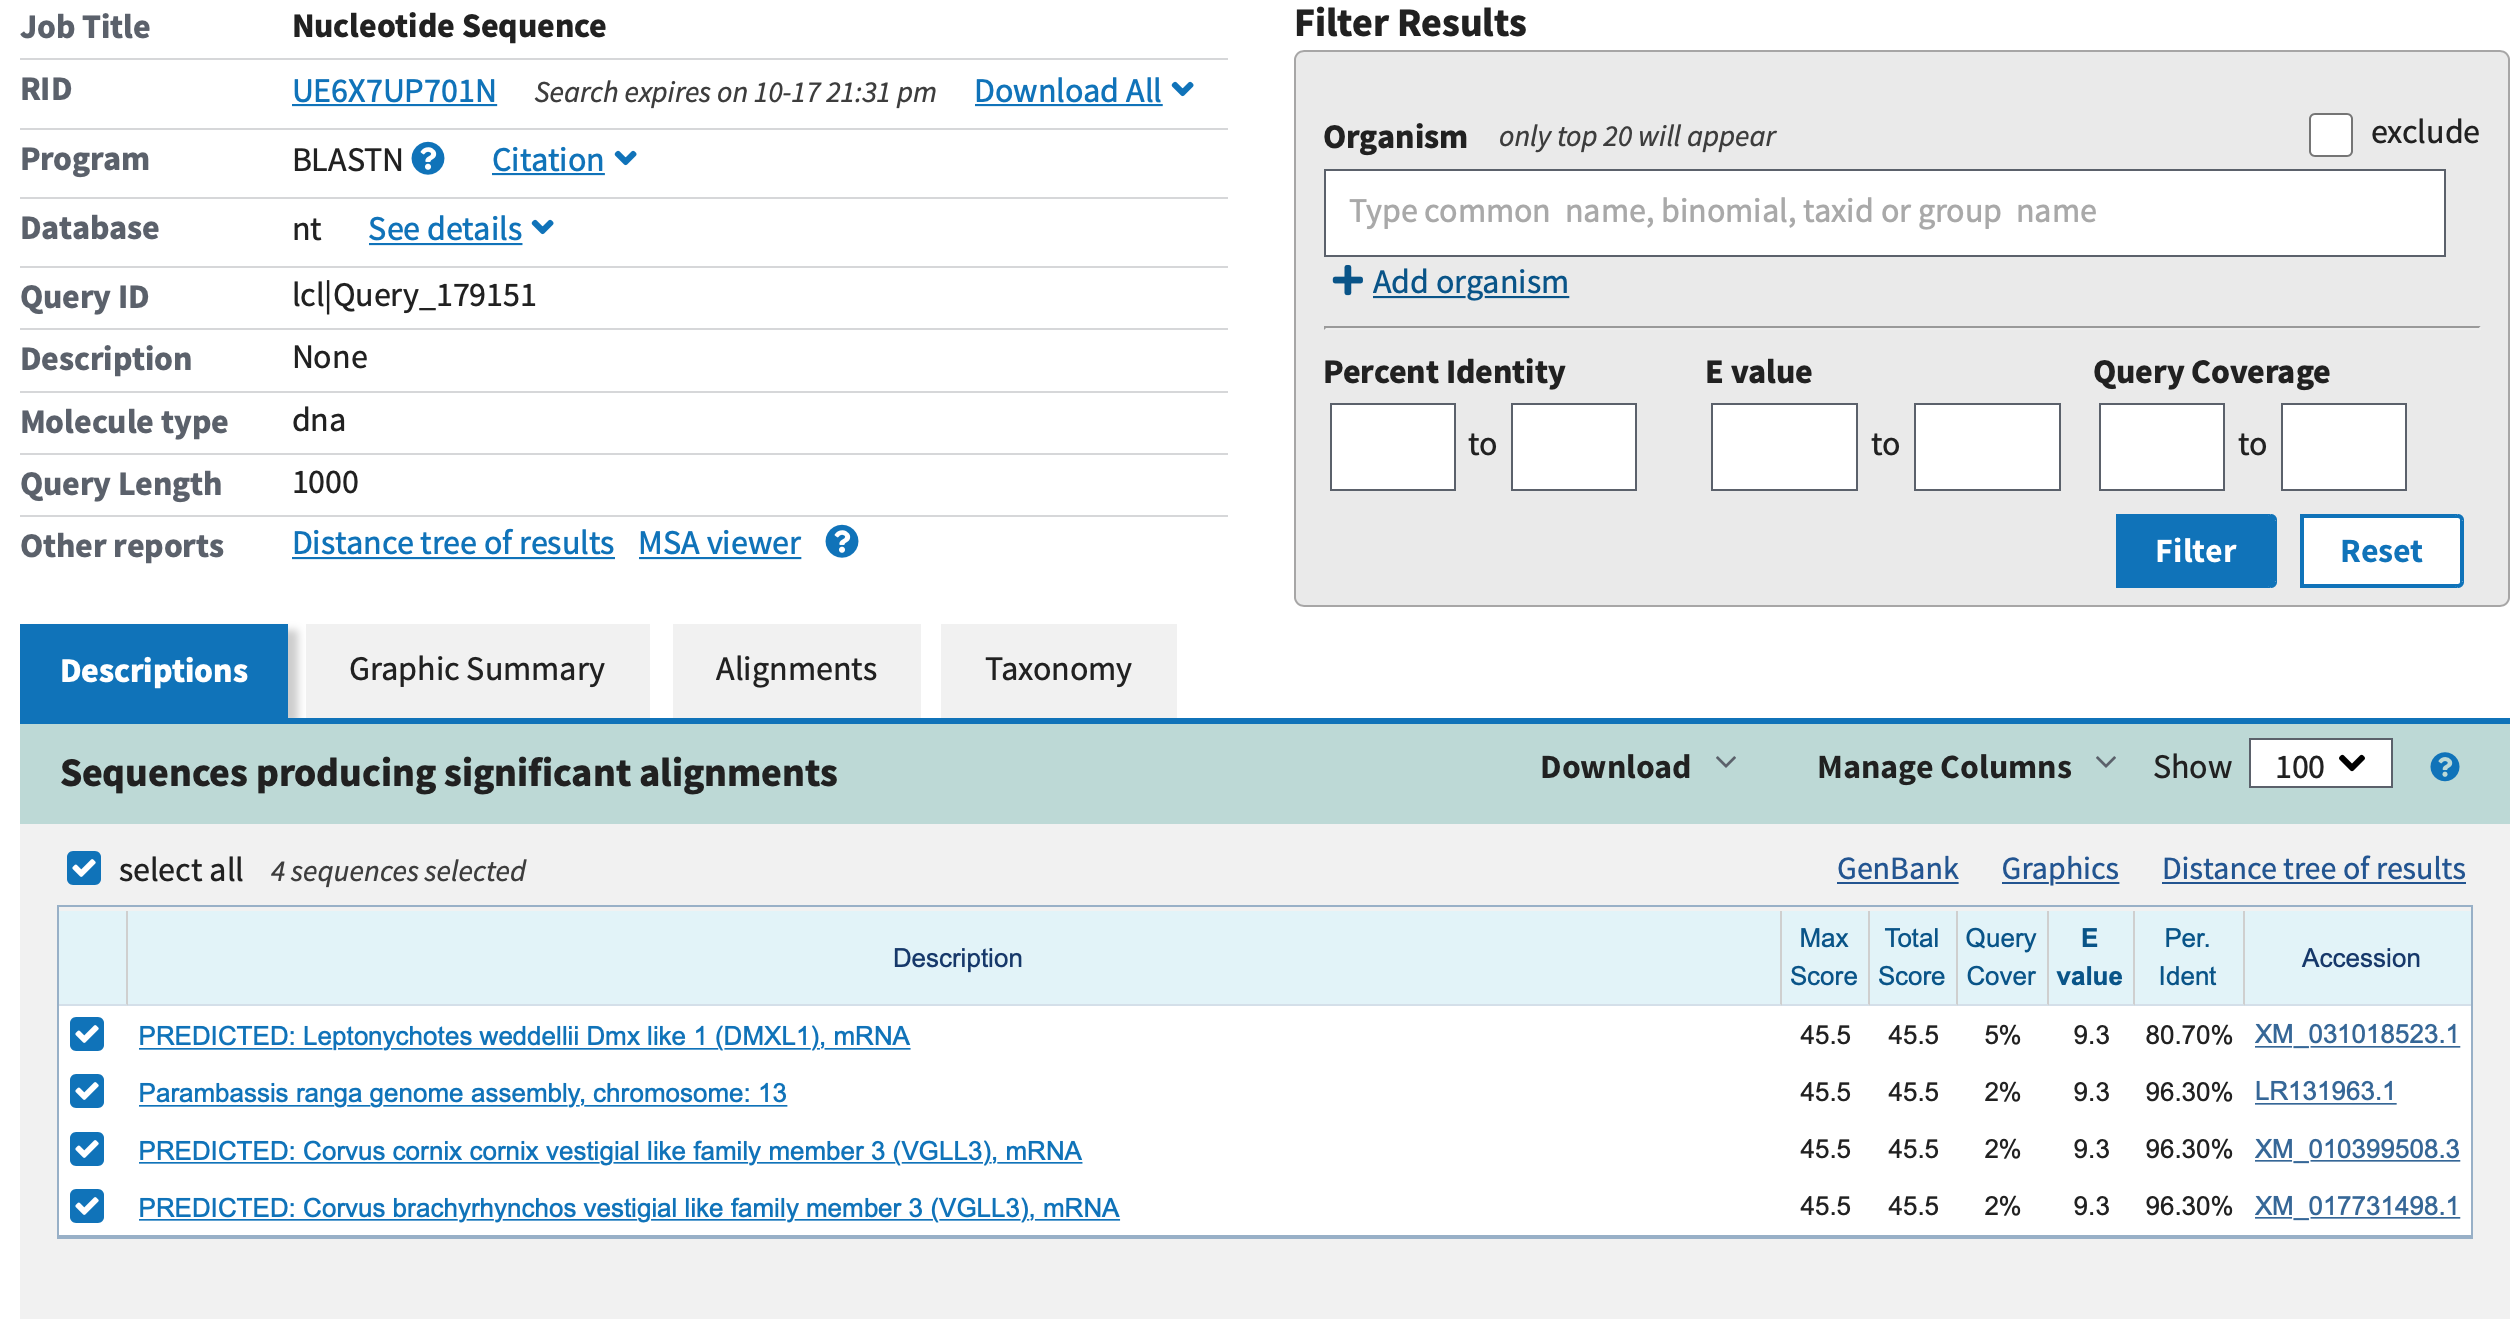 Job Title Nucleotide Sequence
RID UE6X7UP701N Search expires on 10-17 21:31 pm Download All
Program BLASTN ? Citation
Database nt See details
Query ID lcl|Query_179151
Description None
Molecule type dna
Query Length 1000
Other reports Distance tree of results MSA viewer ?
Filter Results
Organism only top 20 will appear exclude
Type common name, binomial, taxid or group name
+ Add organism
Percent Identity E value Query Coverage
to to to
Filter Reset
Descriptions Graphic Summary Alignments Taxonomy
Sequences producing significant alignments Download Manage Columns Show 100 ?
select all 4 sequences selected GenBank Graphics Distance tree of results
Description Max Score Total Score Query Cover E value Per. Ident Accession
PREDICTED: Leptonychotes weddellii Dmx like 1 (DMXL1), mRNA 45.5 45.5 5% 9.3 80.70% XM_031018523.1
Parambassis ranga genome assembly, chromosome: 13 45.5 45.5 2% 9.3 96.30% LR131963.1
PREDICTED: Corvus cornix cornix vestigial like family member 3 (VGLL3), mRNA 45.5 45.5 2% 9.3 96.30% XM_010399508.3
PREDICTED: Corvus brachyrhynchos vestigial like family member 3 (VGLL3), mRNA 45.5 45.5 2% 9.3 96.30% XM_017731498.1